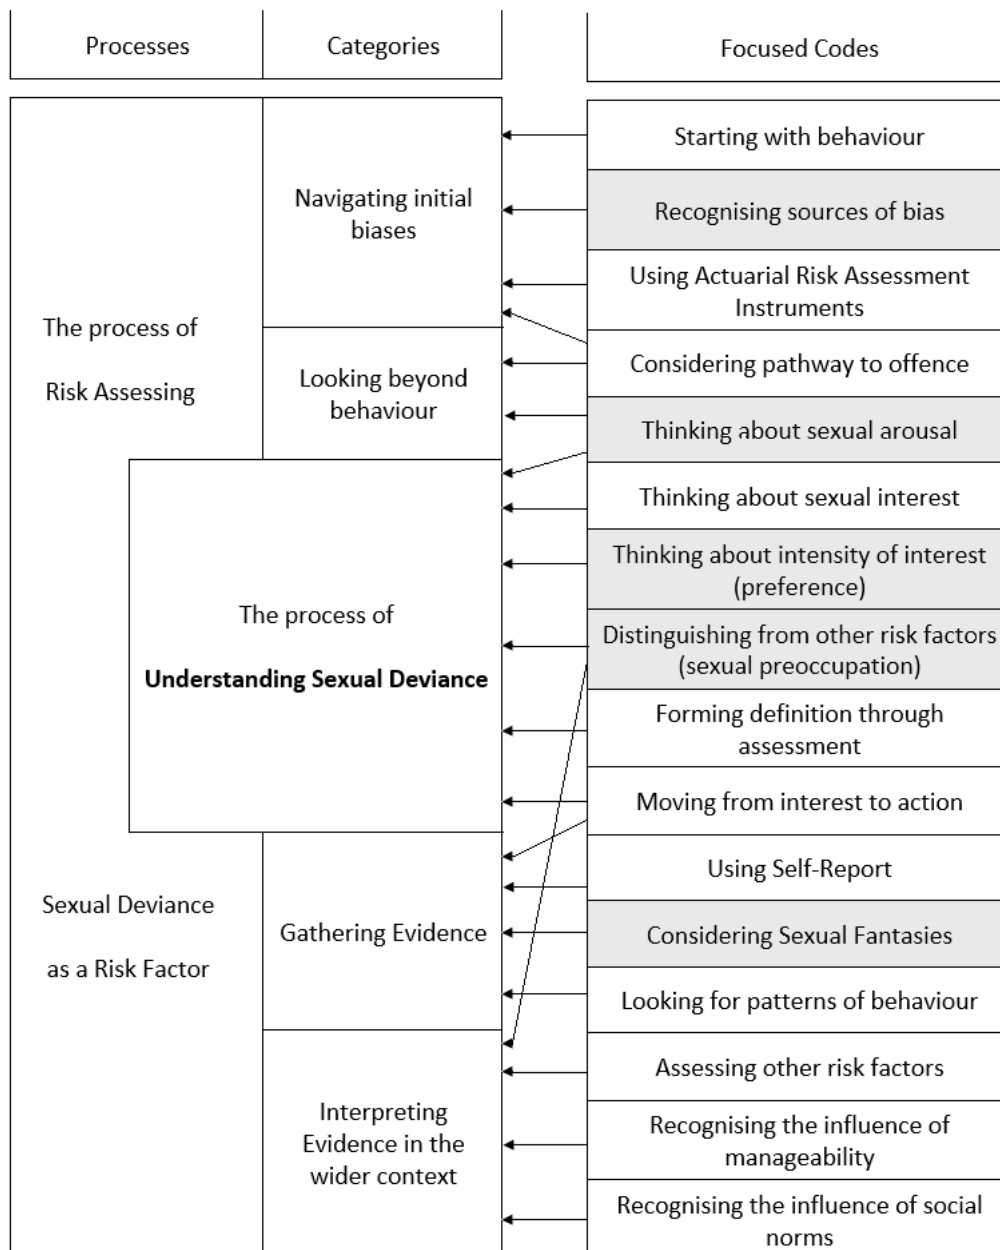 Processes
Categories
Focused Codes
The process of
Risk Assessing
Sexual Deviance
as a Risk Factor
Navigating initial
biases
Looking beyond
behaviour
The process of
Understanding Sexual Deviance
Gathering Evidence
Interpreting
Evidence in the
wider context
Starting with behaviour
Recognising sources of bias
Using Actuarial Risk Assessment
Instruments
Considering pathway to offence
Thinking about sexual arousal
Thinking about sexual interest
Thinking about intensity of interest
(preference)
Distinguishing from other risk factors
(sexual preoccupation)
Forming definition through
assessment
Moving from interest to action
Using Self-Report
Considering Sexual Fantasies
Looking for patterns of behaviour
Assessing other risk factors
Recognising the influence of
manageability
Recognising the influence of social
norms